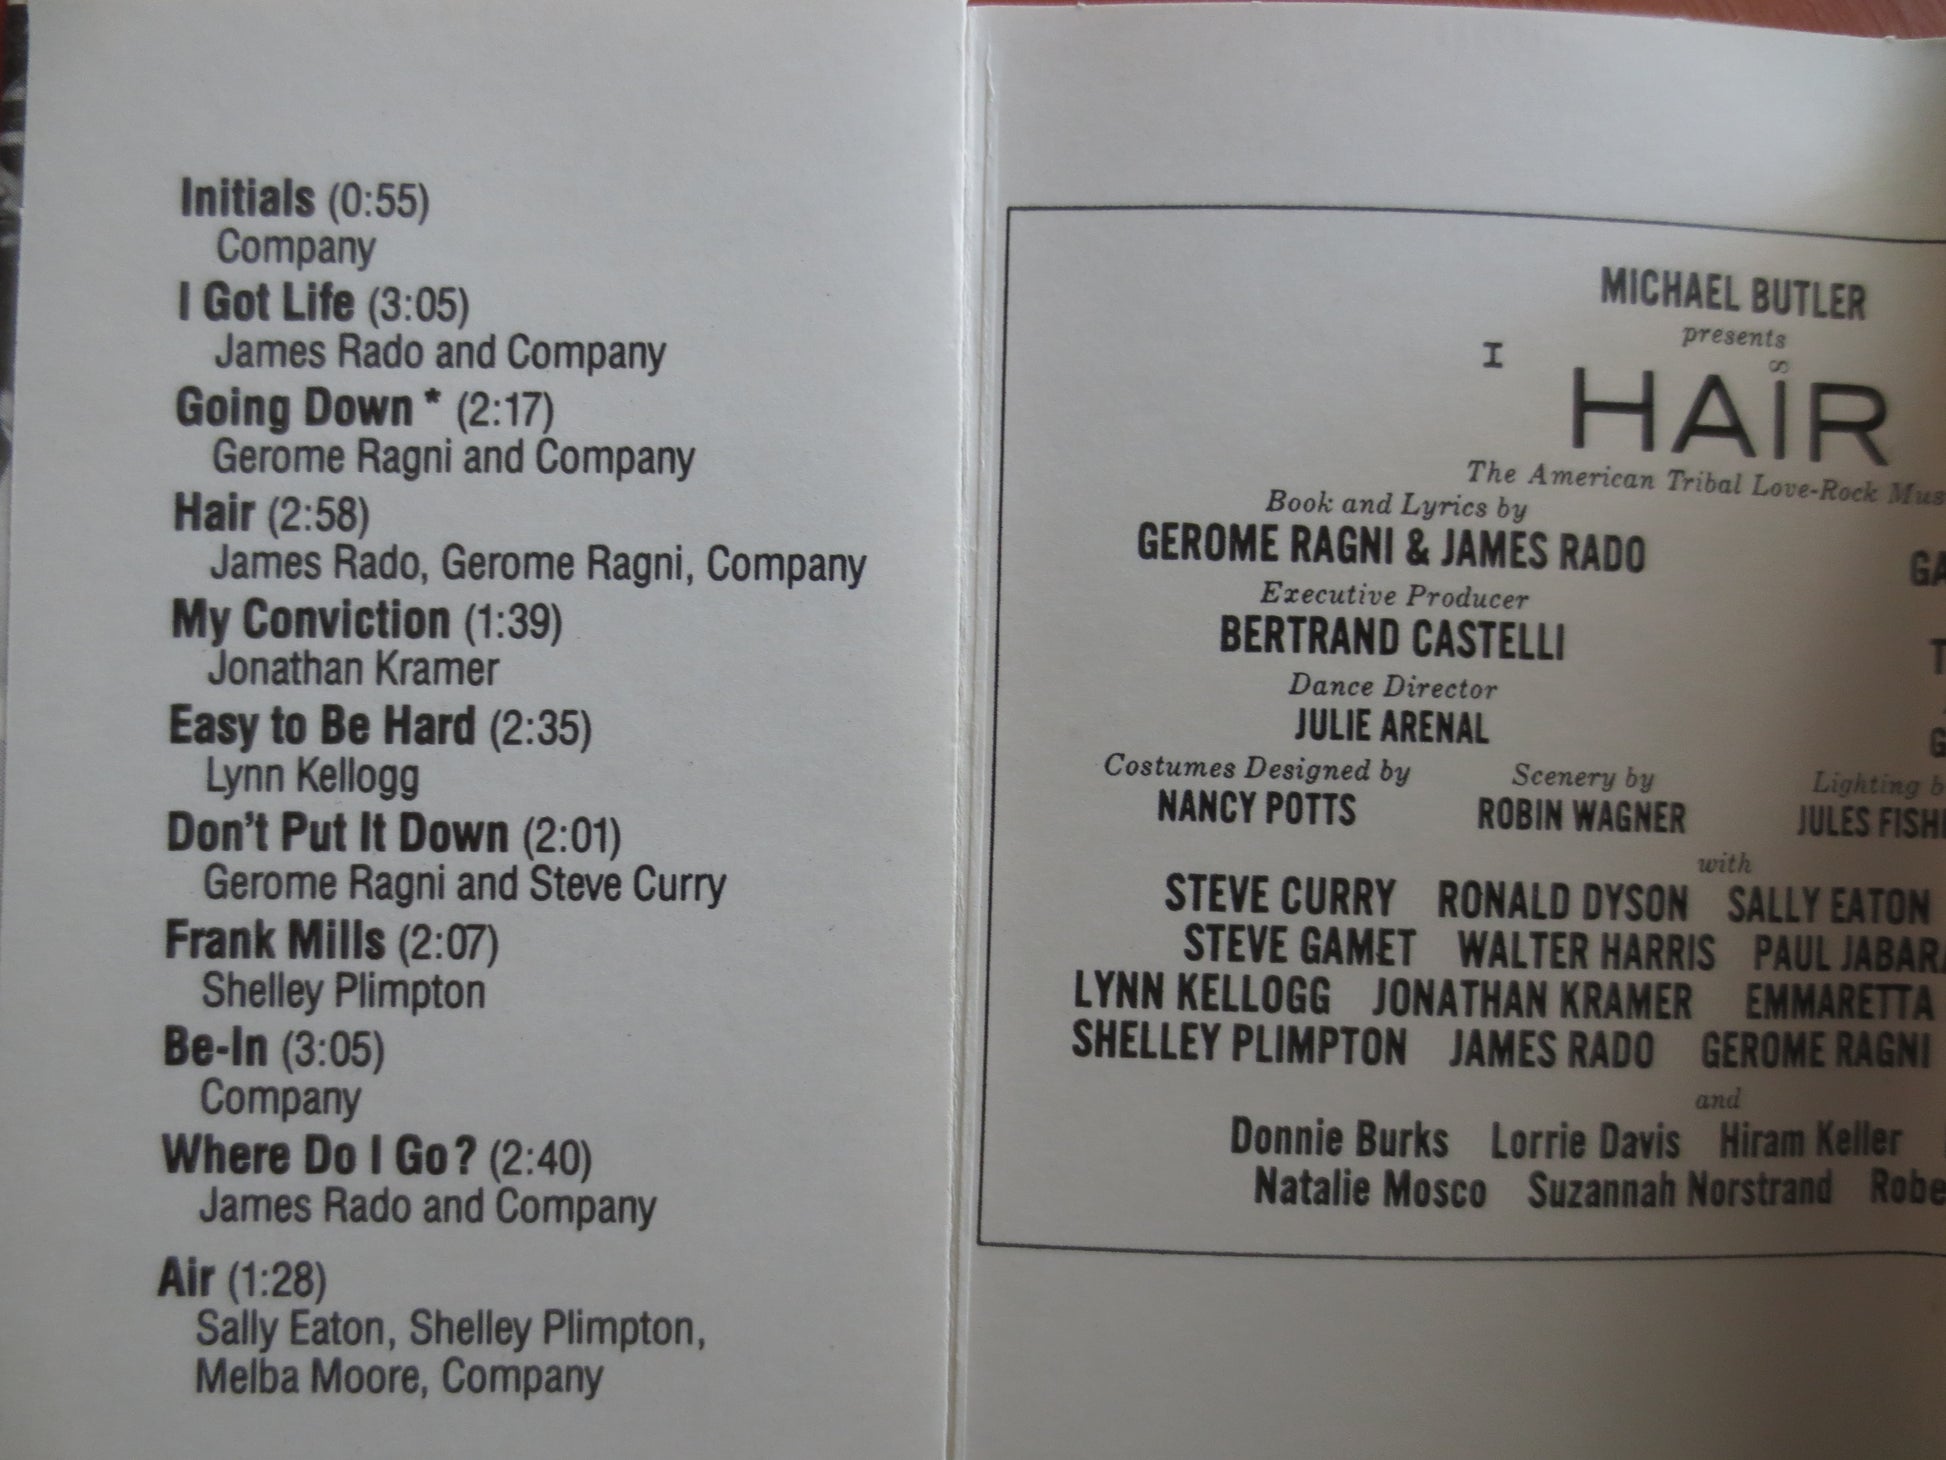 Initials (0:55)
Company
I Got Life (3:05)
James Rado and Company
Going Down * (2:17)
Gerome Ragni and Company
Hair (2:58)
James Rado, Gerome Ragni, Company
My Conviction (1:39)
Jonathan Kramer
Easy to Be Hard (2:35)
Lynn Kellogg
Don't Put It Down (2:01)
Gerome Ragni and Steve Curry
Frank Mills (2:07)
Shelley Plimpton
Be-In (3:05)
Company
Where Do I Go? (2:40)
James Rado and Company
Air (1:28)
Sally Eaton, Shelley Plimpton,
Melba Moore, Company
MICHAEL BUTLER
presents
I
HAIR
The American Tribal Love-Rock
Book and Lyrics by
GEROME RAGNI & JAMES RADO
Executive Producer
BERTRAND CASTELLI
Dance Director
JULIE ARENAL
Costumes Designed by Scenery by Lighting
NANCY POTTS ROBIN WAGNER JULES
with
STEVE CURRY RONALD DYSON SALLY EATON
STEVE GAMET WALTER HARRIS PAUL
LYNN KELLOGG JONATHAN KRAMER EMMARETTA
SHELLEY PLIMPTON JAMES RADO GEROME RAGNI
and
Donnie Burks Lorrie Davis Hiram Keller
Natalie Mosco Suzannah Norstrand